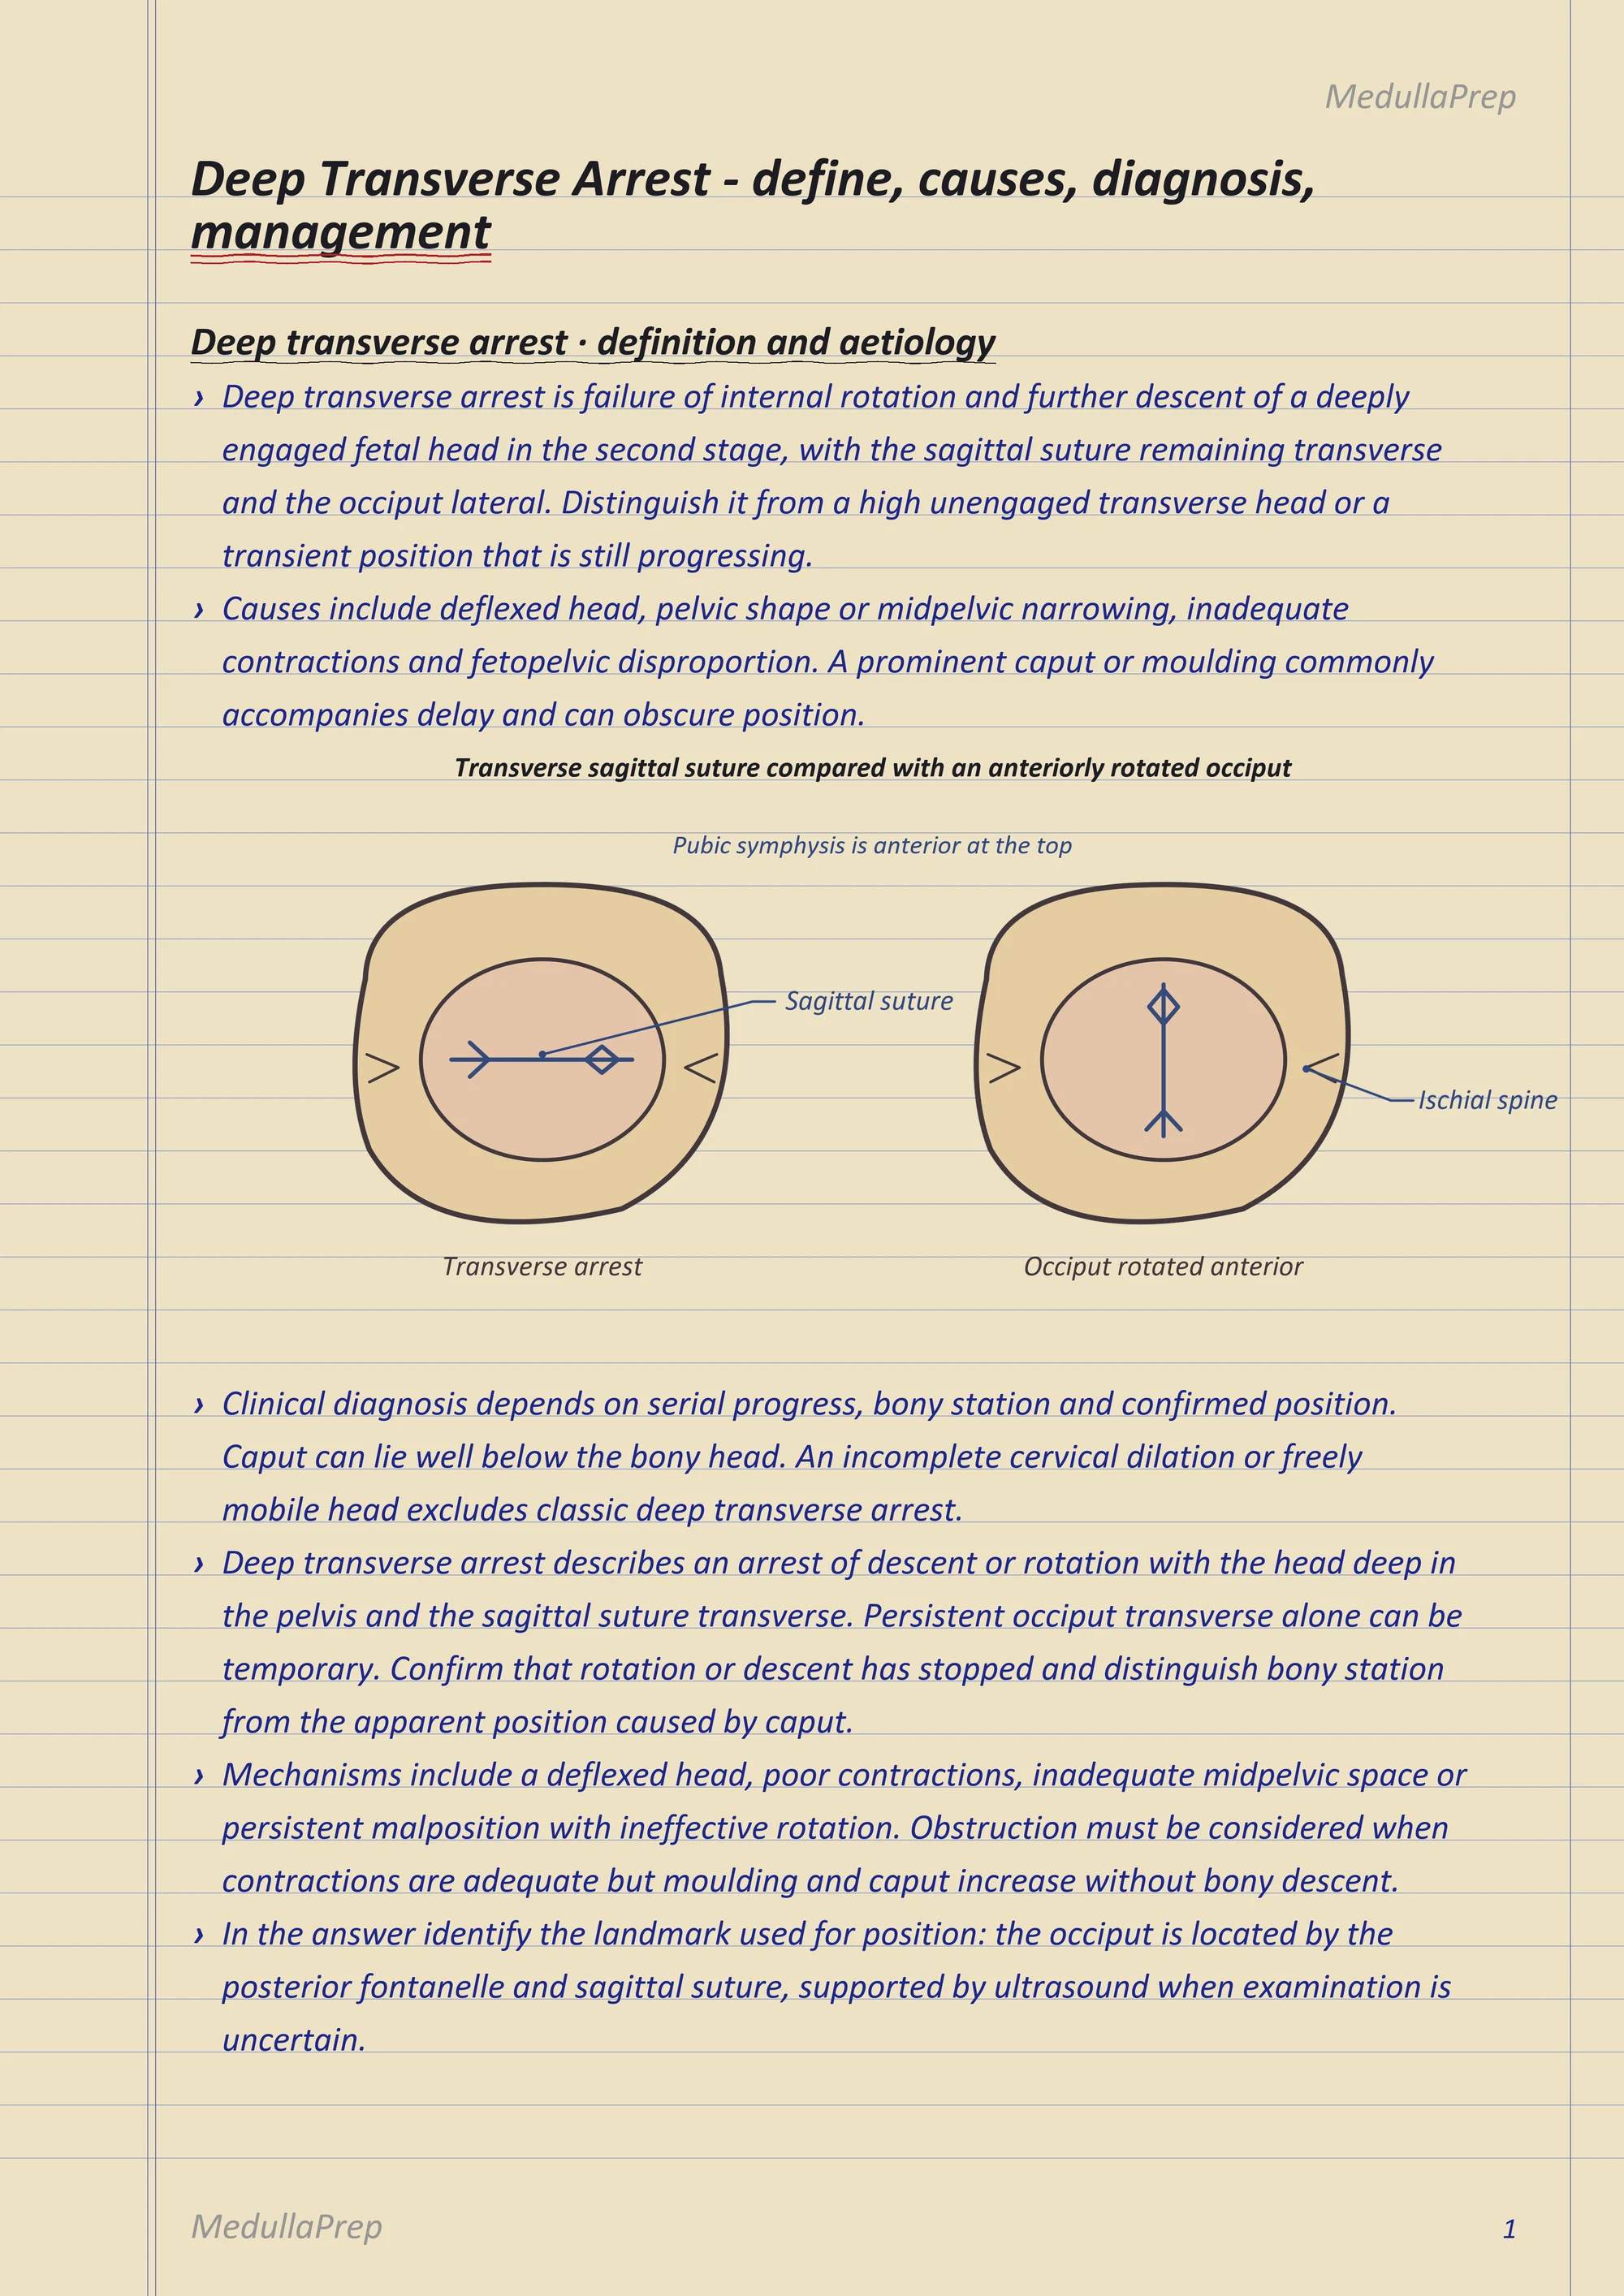 MedullaPrep
Deep Transverse Arrest - define, causes, diagnosis,
management
Deep transverse arrest · definition and aetiology
› Deep transverse arrest is failure of internal rotation and further descent of a deeply
engaged fetal head in the second stage, with the sagittal suture remaining transverse
and the occiput lateral. Distinguish it from a high unengaged transverse head or a
transient position that is still progressing.
› Causes include deflexed head, pelvic shape or midpelvic narrowing, inadequate
contractions and fetopelvic disproportion. A prominent caput or moulding commonly
accompanies delay and can obscure position.
Transverse sagittal suture compared with an anteriorly rotated occiput
Pubic symphysis is anterior at the top
Sagittal suture
Ischial spine
Transverse arrest
Occiput rotated anterior
› Clinical diagnosis depends on serial progress, bony station and confirmed position.
Caput can lie well below the bony head. An incomplete cervical dilation or freely
mobile head excludes classic deep transverse arrest.
› Deep transverse arrest describes an arrest of descent or rotation with the head deep in
the pelvis and the sagittal suture transverse. Persistent occiput transverse alone can be
temporary. Confirm that rotation or descent has stopped and distinguish bony station
from the apparent position caused by caput.
› Mechanisms include a deflexed head, poor contractions, inadequate midpelvic space or
persistent malposition with ineffective rotation. Obstruction must be considered when
contractions are adequate but moulding and caput increase without bony descent.
› In the answer identify the landmark used for position: the occiput is located by the
posterior fontanelle and sagittal suture, supported by ultrasound when examination is
uncertain.
MedullaPrep
1